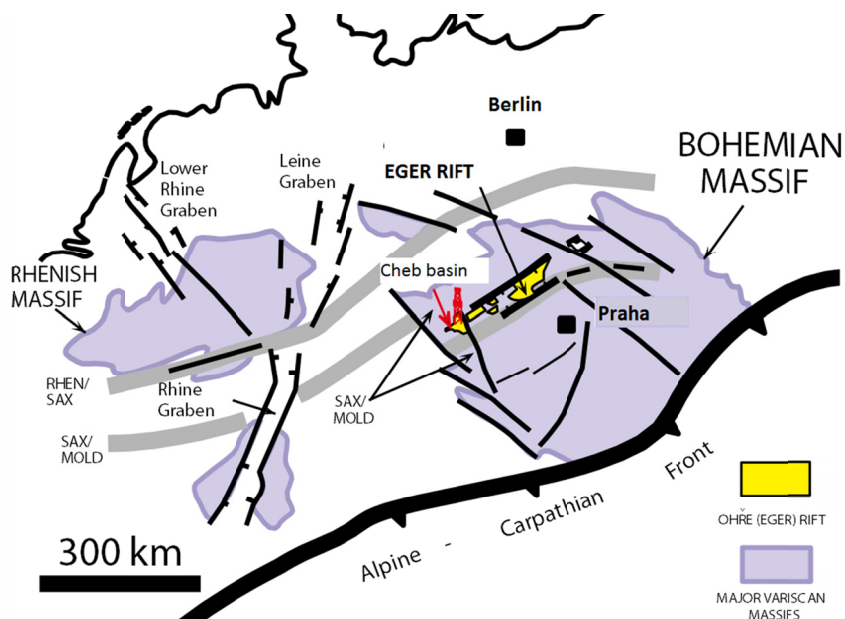 Berlin
BOHEMIAN
MASSIF
Lower
Rhine
Graben
Leine
Graben
EGER RIFT
Cheb basin
RHENISH
MASSIF
Praha
RHEN/
SAX
Rhine
Graben
SAX/
MOLD
SAX/
MOLD
Alpine - Carpathian Front
300 km
OHŘE (EGER) RIFT
MAJOR VARISCAN
MASSIFS